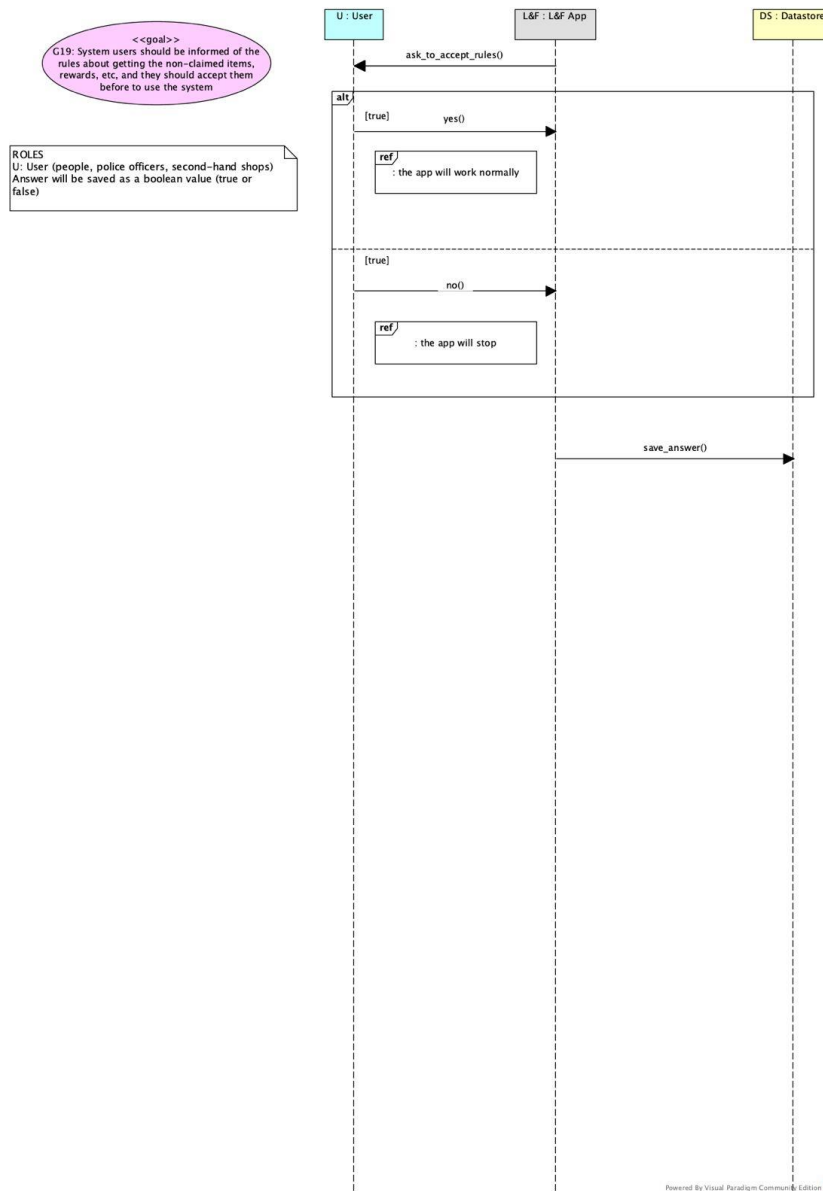 U : User
L&F : L&F App
DS : Datastore
<<goal>>
G19: System users should be informed of the
rules about getting the non-claimed items,
rewards, etc, and they should accept them
before to use the system
ask_to_accept_rules()
alt
[true]
yes()
ROLES
U: User (people, police officers, second-hand shops)
Answer will be saved as a boolean value (true or
false)
ref
: the app will work normally
[true]
no()
ref
: the app will stop
save_answer()
Powered By Visual Paradigm Community Edition